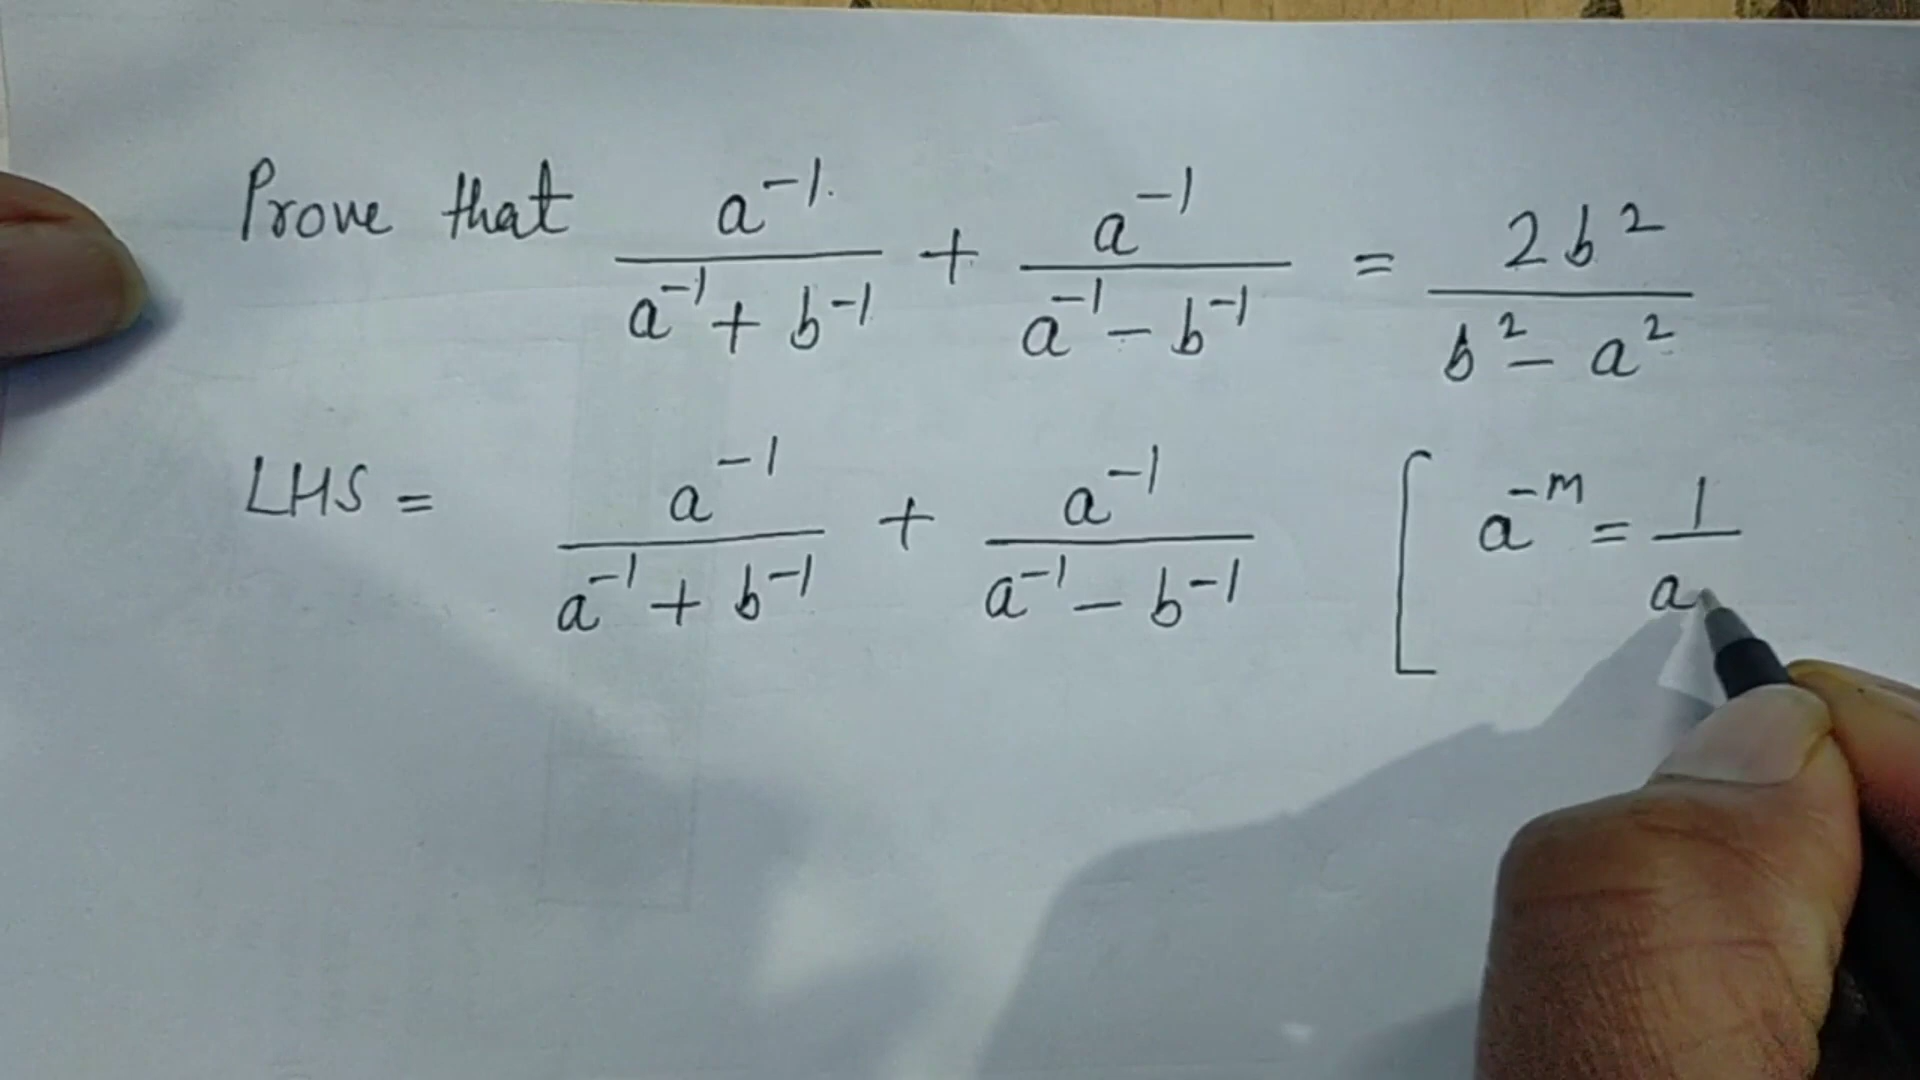 Prove that a⁻¹/(a⁻¹ + b⁻¹) + a⁻¹/(a⁻¹ - b⁻¹) = 2b²/(b² - a²)
LHS = a⁻¹/(a⁻¹ + b⁻¹) + a⁻¹/(a⁻¹ - b⁻¹) [a⁻ᵐ = 1/a